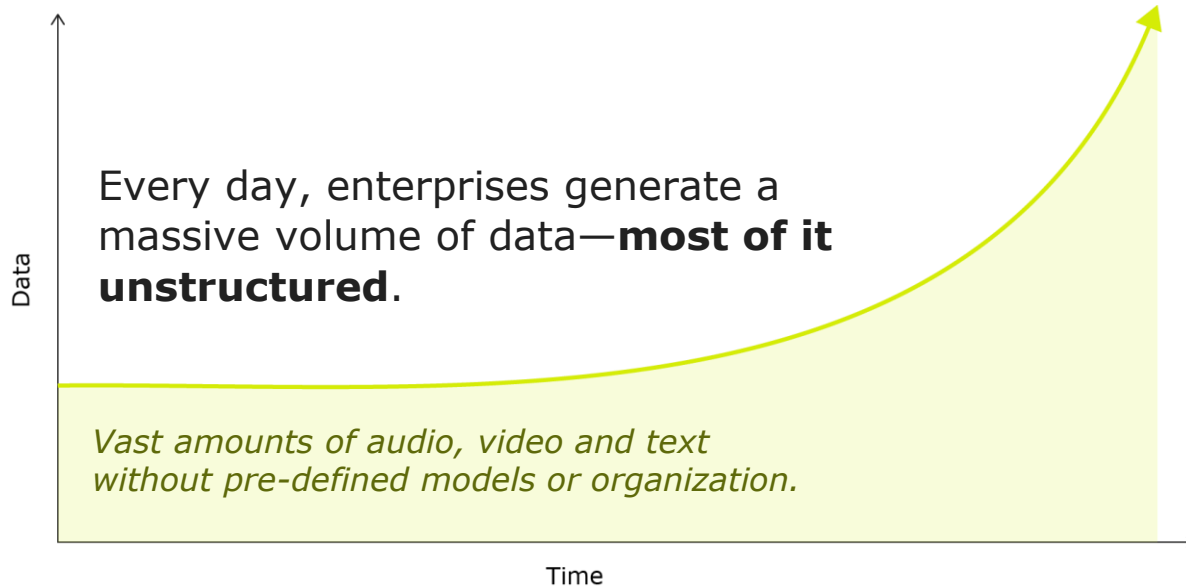 Every day, enterprises generate a
massive volume of data—most of it
unstructured.
Data
Vast amounts of audio, video and text
without pre-defined models or organization.
Time